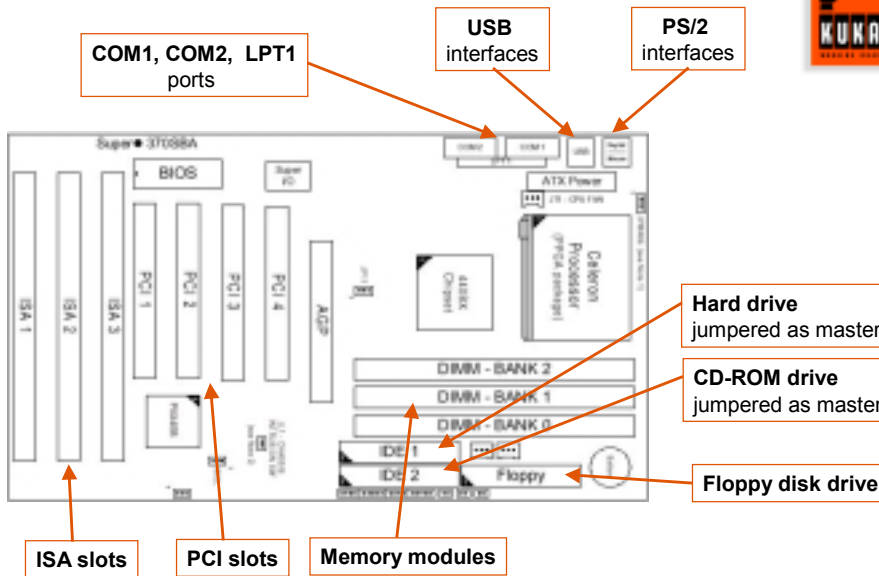 COM1, COM2, LPT1
ports
USB
interfaces
PS/2
interfaces
KUKA
Super 370SBA
COM2
COM1
LPT1
USB
BIOS
Super
I/O
ATX Power
CPU FAN
ISA 1
ISA 2
ISA 3
PCI 1
PCI 2
PCI 3
PCI 4
AGP
Chipset
Celeron
Processor
(FPGA package)
Hard drive
jumpered as master
DIMM - BANK 2
DIMM - BANK 1
DIMM - BANK 0
CD-ROM drive
jumpered as master
IDE 1
IDE 2
Floppy
Floppy disk drive
ISA slots
PCI slots
Memory modules